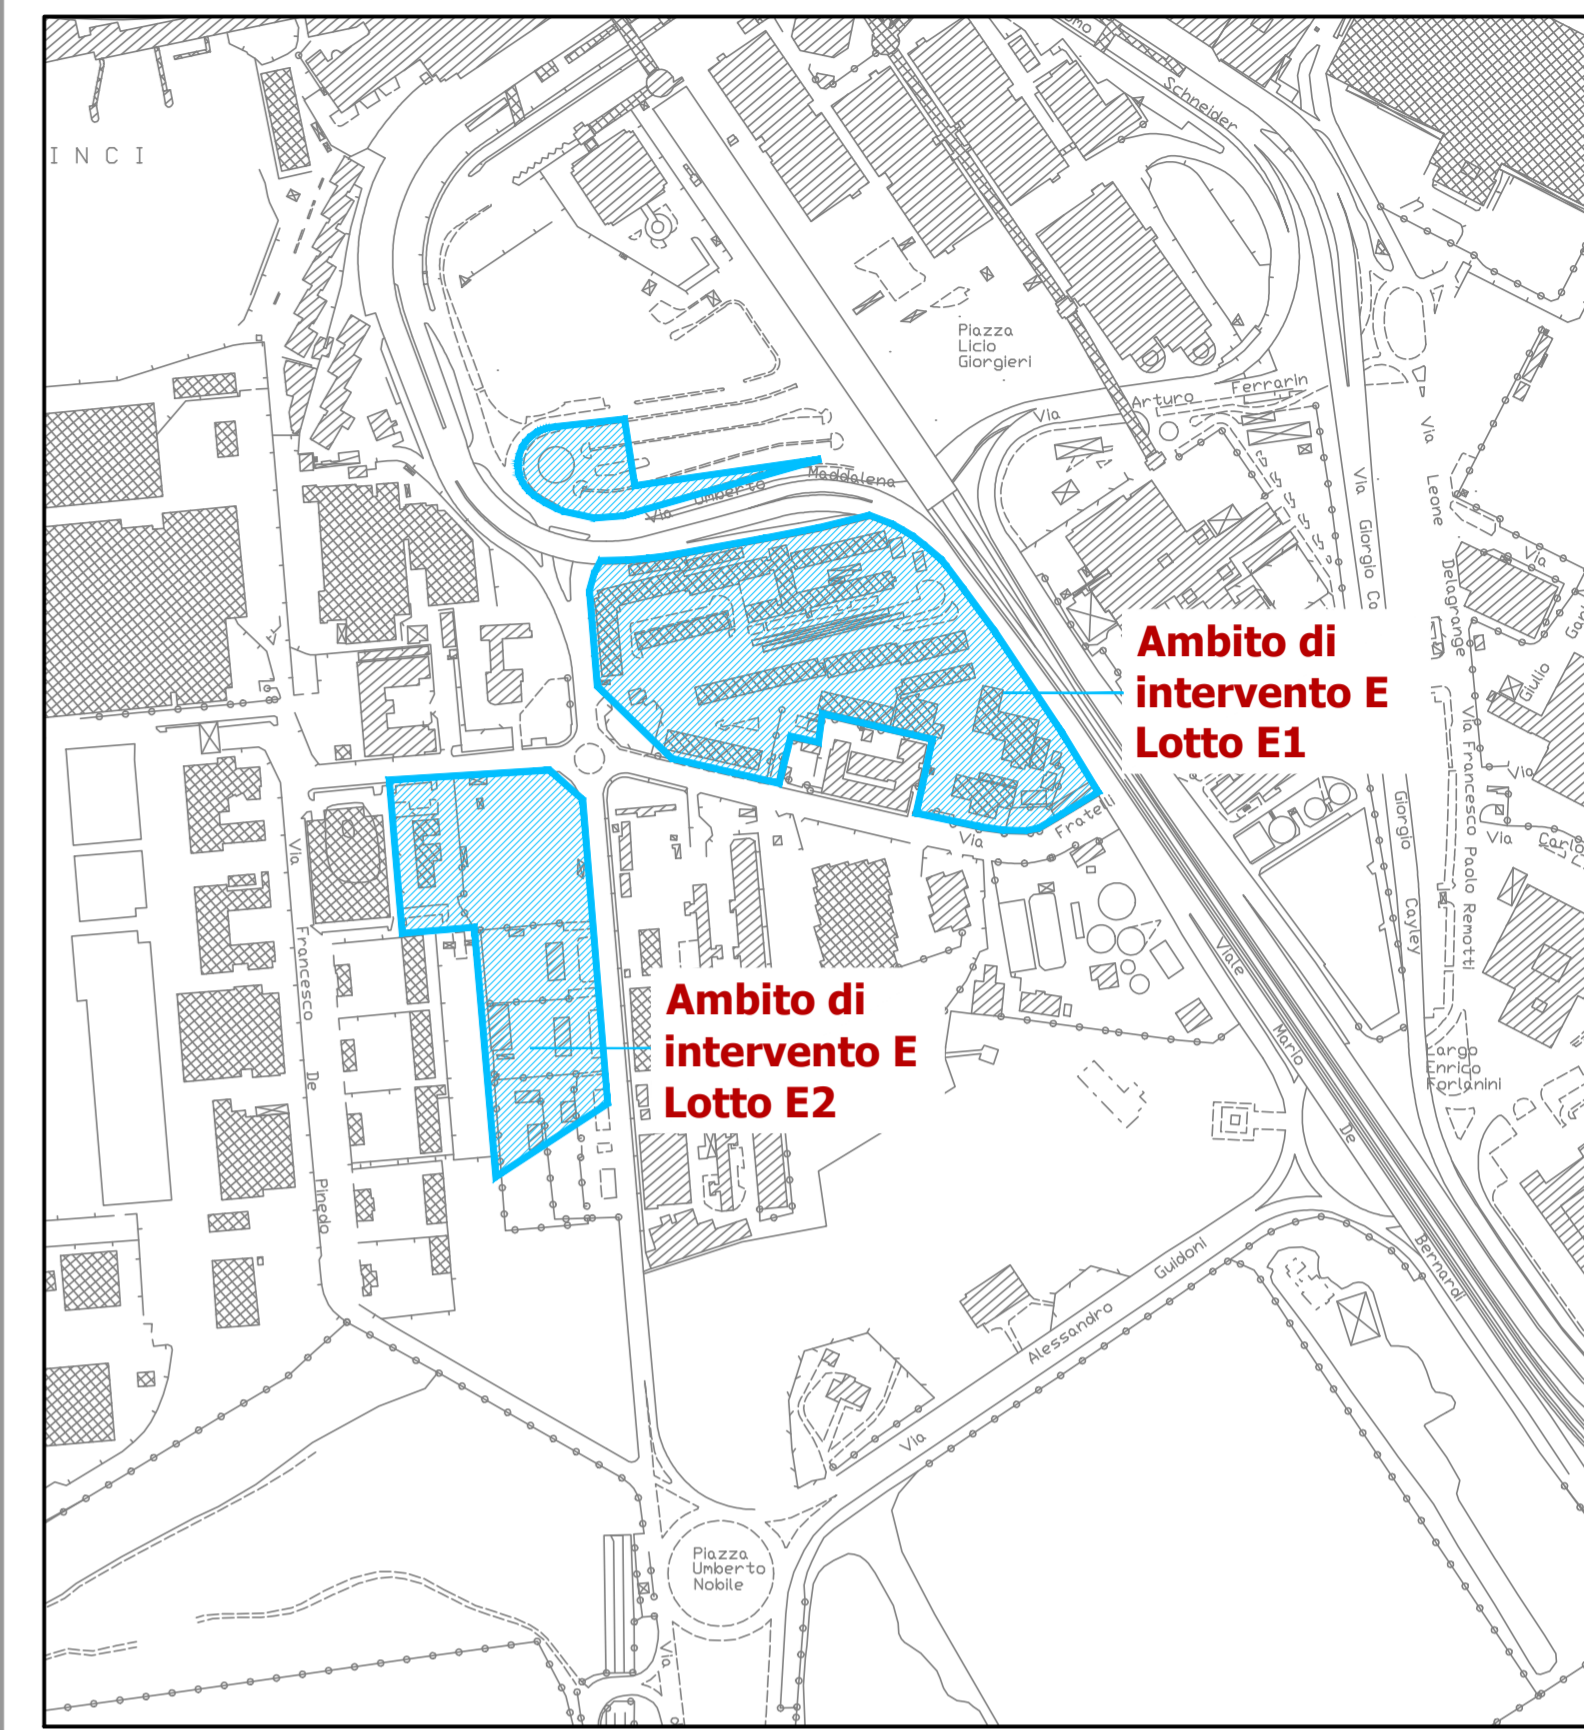 INCI
Schneider
Piazza
Licio
Giorgieri
Via
Arturo
Ferrarin
Via
Umberto
Maddalena
Via
Leone
Delagrange
Via
Giorgio
Via
Giulio
Ambito di
intervento E
Lotto E1
Via Francesco Paolo Remotti
Via
Via
Giorgio
Cayley
Via
Fratelli
Via
Francesco
De
Pinedo
Ambito di
intervento E
Lotto E2
Viale
Mario
De
Bernardi
Largo
Enrico
Forlanini
Via
Alessandro
Guidoni
Piazza
Umberto
Nobile
Via